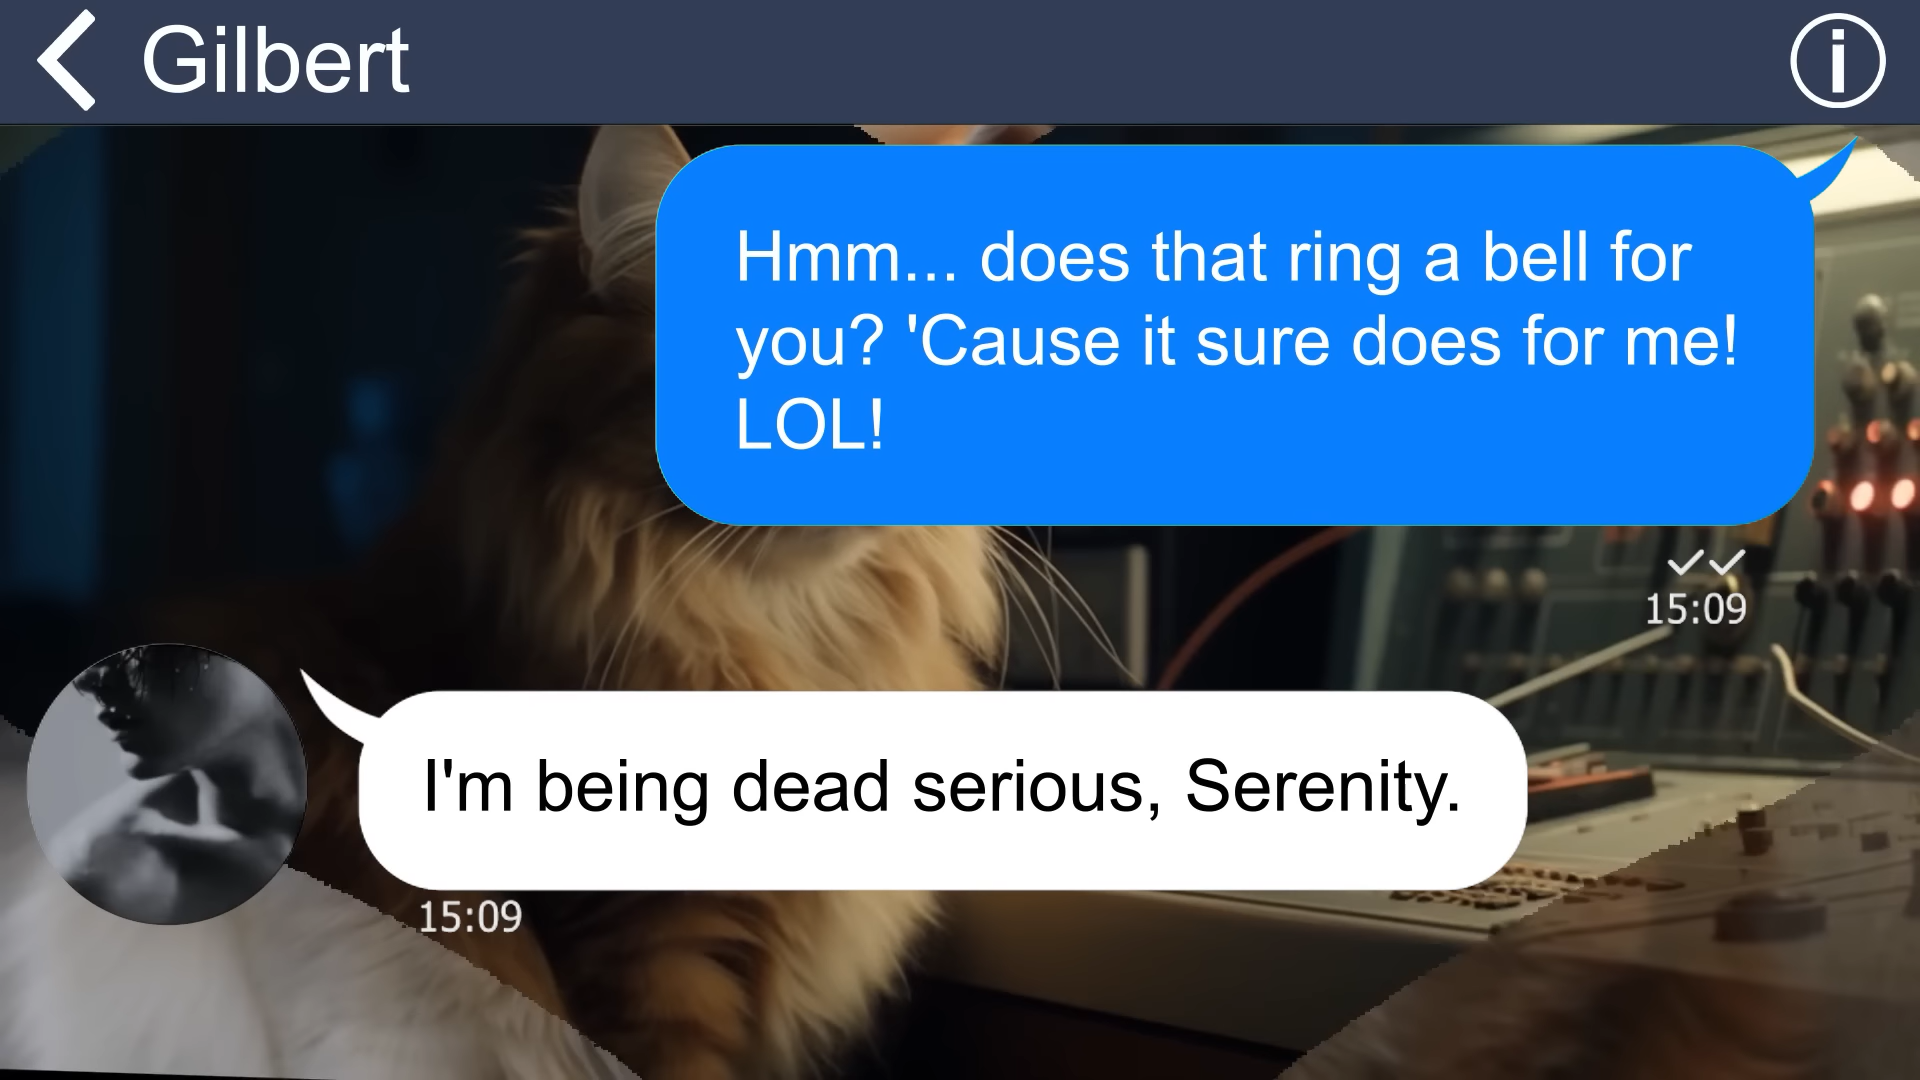 Gilbert
Hmm... does that ring a bell for
you? 'Cause it sure does for me!
LOL!
15:09
I'm being dead serious, Serenity.
15:09